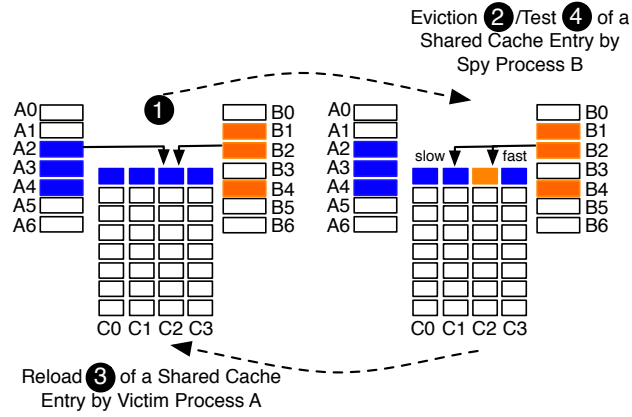 Eviction 2/Test 4 of a
Shared Cache Entry by
Spy Process B
1
A0
A1
A2
A3
A4
A5
A6
B0
B1
B2
B3
B4
B5
B6
C0 C1 C2 C3
A0
A1
A2
A3
A4
A5
A6
slow
fast
B0
B1
B2
B3
B4
B5
B6
C0 C1 C2 C3
Reload 3 of a Shared Cache
Entry by Victim Process A